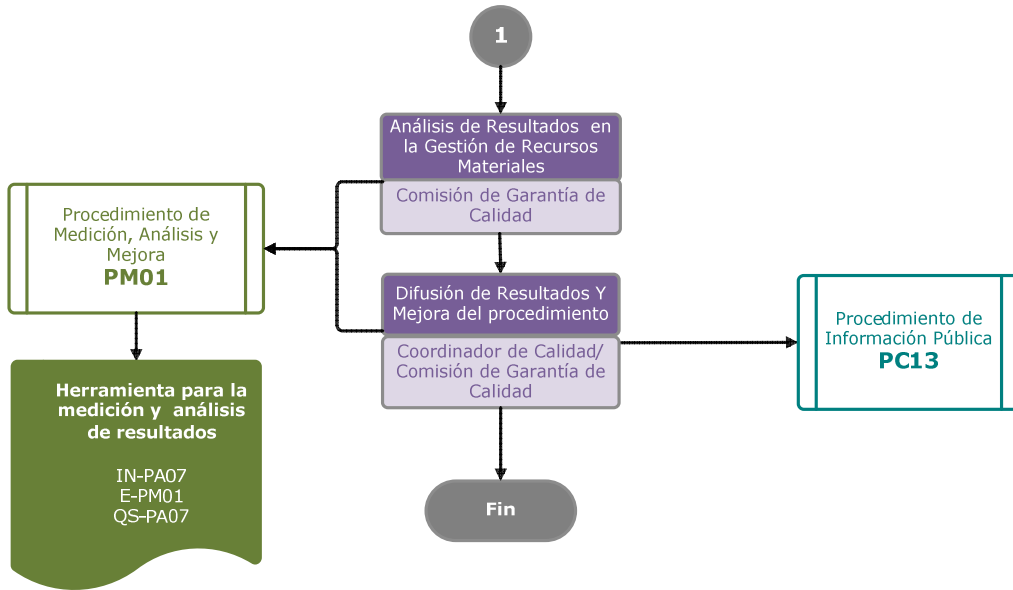 1
Análisis de Resultados en
la Gestión de Recursos
Materiales
Comisión de Garantía de
Calidad
Procedimiento de
Medición, Análisis y
Mejora
PM01
Difusión de Resultados Y
Mejora del procedimiento
Coordinador de Calidad/
Comisión de Garantía de
Calidad
Procedimiento de
Información Pública
PC13
Herramienta para la
medición y análisis
de resultados
IN-PA07
E-PM01
QS-PA07
Fin